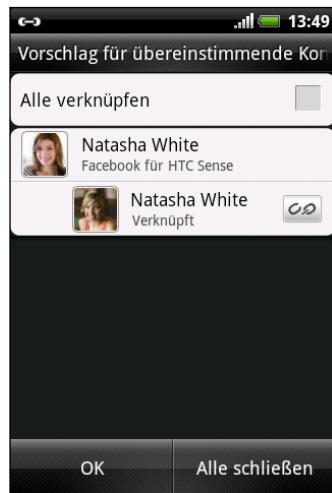 13:49
Vorschlag für übereinstimmende Kon
Alle verknüpfen
Natasha White
Facebook für HTC Sense
Natasha White
Verknüpft
OK
Alle schließen